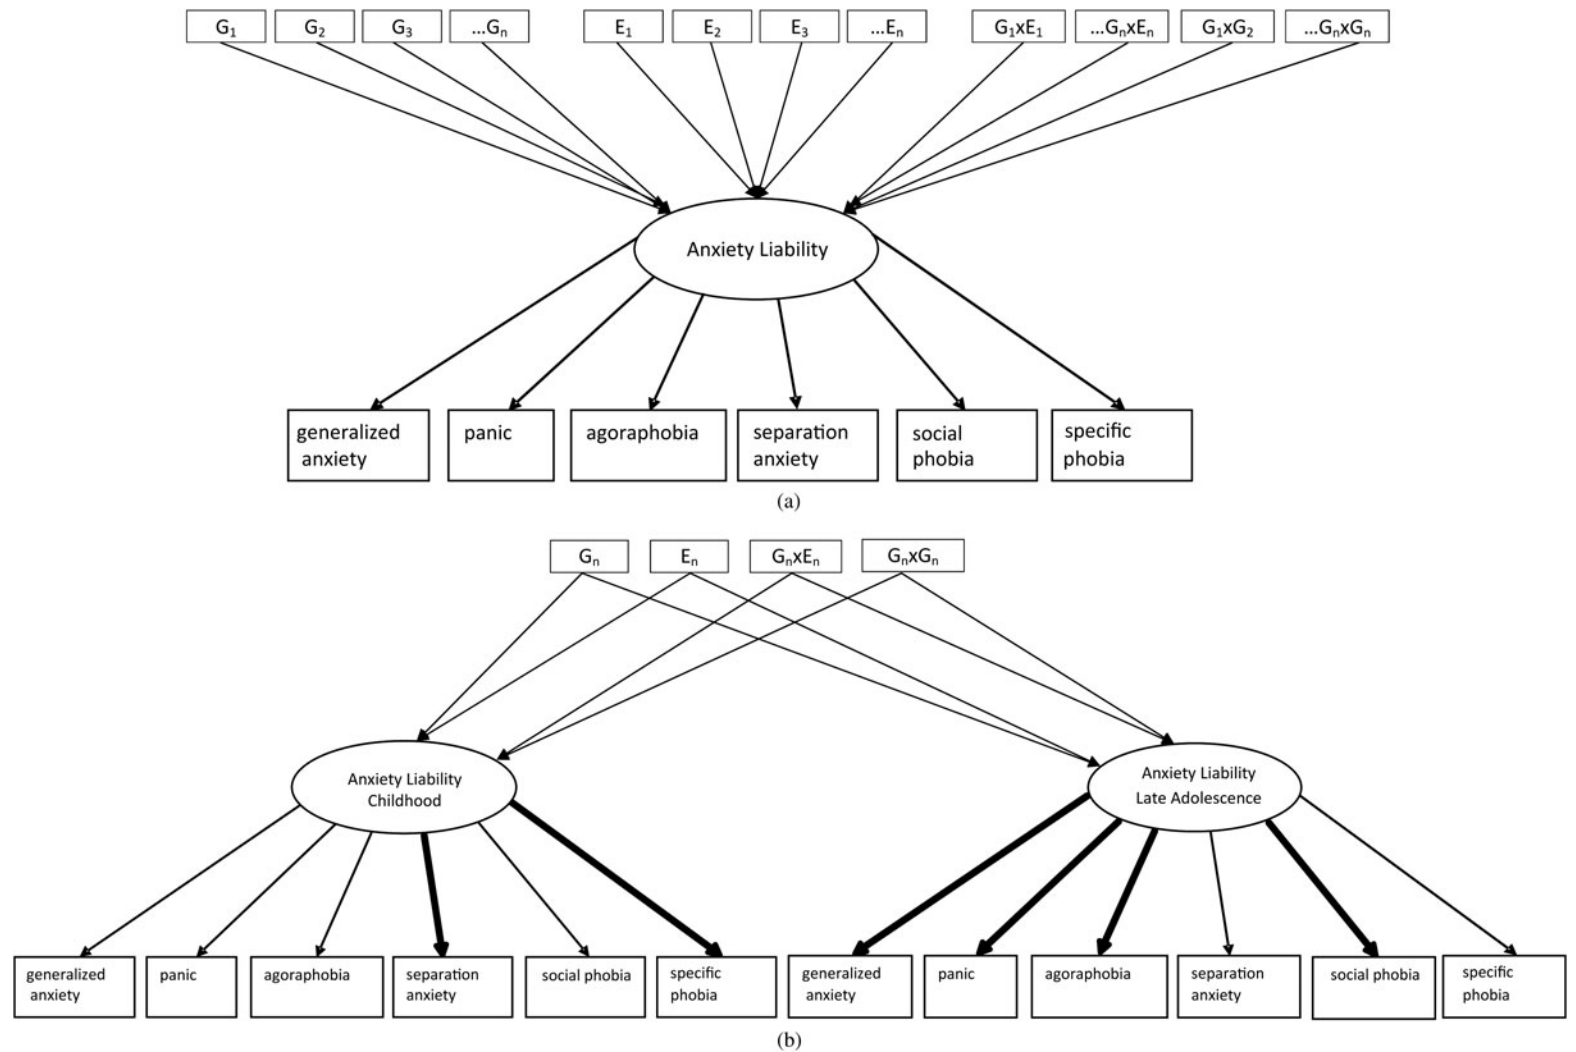 G₁ G₂ G₃ ...Gₙ E₁ E₂ E₃ ...Eₙ G₁xE₁ ...GₙxEₙ G₁xG₂ ...GₙxGₙ
Anxiety Liability
generalized
anxiety
panic
agoraphobia
separation
anxiety
social
phobia
specific
phobia
(a)
Gₙ Eₙ GₙxEₙ GₙxGₙ
Anxiety Liability
Childhood
Anxiety Liability
Late Adolescence
generalized
anxiety
panic
agoraphobia
separation
anxiety
social phobia
specific
phobia
generalized
anxiety
panic
agoraphobia
separation
anxiety
social phobia
specific
phobia
(b)